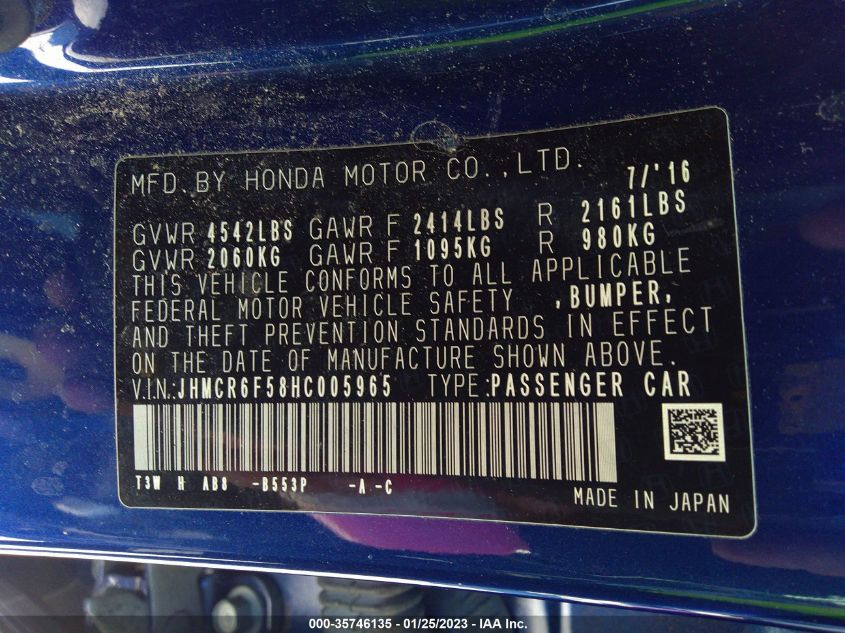 MFD. BY HONDA MOTOR CO., LTD. 7/'16
GVWR 4542LBS GAWR F 2414LBS R 2161LBS
GVWR 2060KG GAWR F 1095KG R 980KG
THIS VEHICLE CONFORMS TO ALL APPLICABLE
FEDERAL MOTOR VEHICLE SAFETY , BUMPER,
AND THEFT PREVENTION STANDARDS IN EFFECT
ON THE DATE OF MANUFACTURE SHOWN ABOVE.
V.I.N.:JHMCR6F58HC005965 TYPE:PASSENGER CAR
T3W H AB8 -B553P -A -C
MADE IN JAPAN
000-35746135 - 01/25/2023 - IAA Inc.